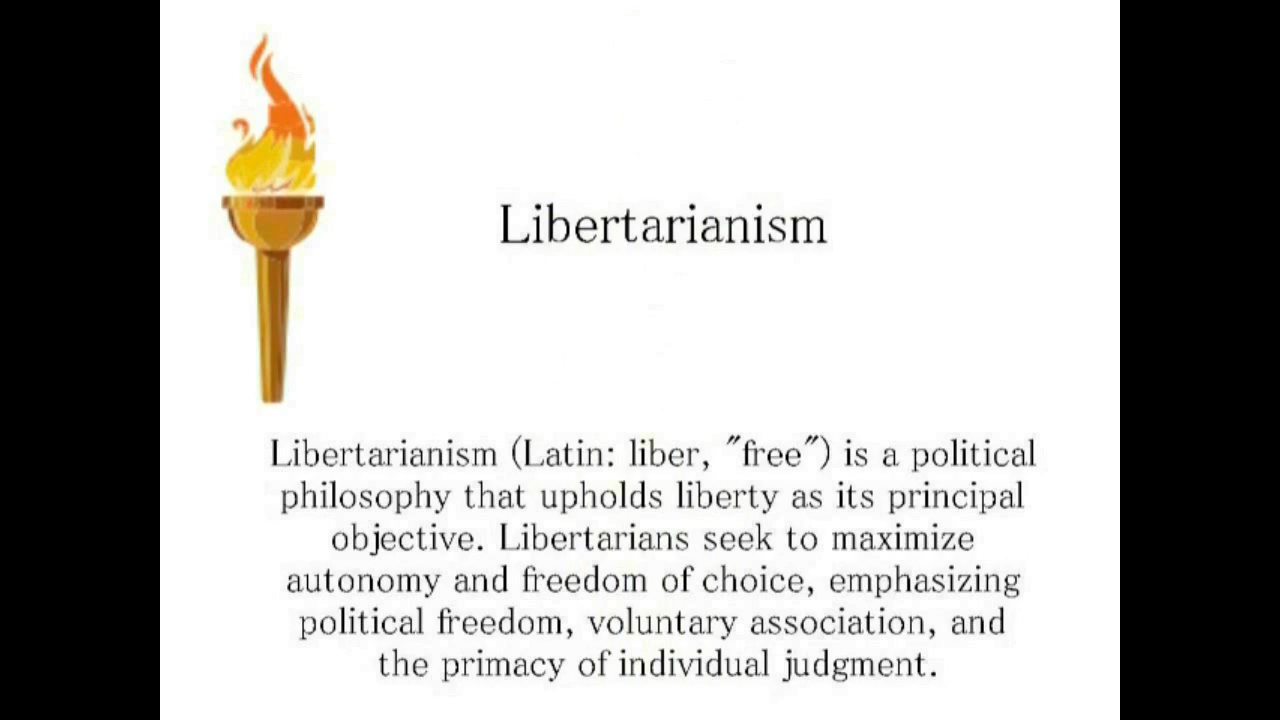 Libertarianism
Libertarianism (Latin: liber, "free") is a political
philosophy that upholds liberty as its principal
objective. Libertarians seek to maximize
autonomy and freedom of choice, emphasizing
political freedom, voluntary association, and
the primacy of individual judgment.